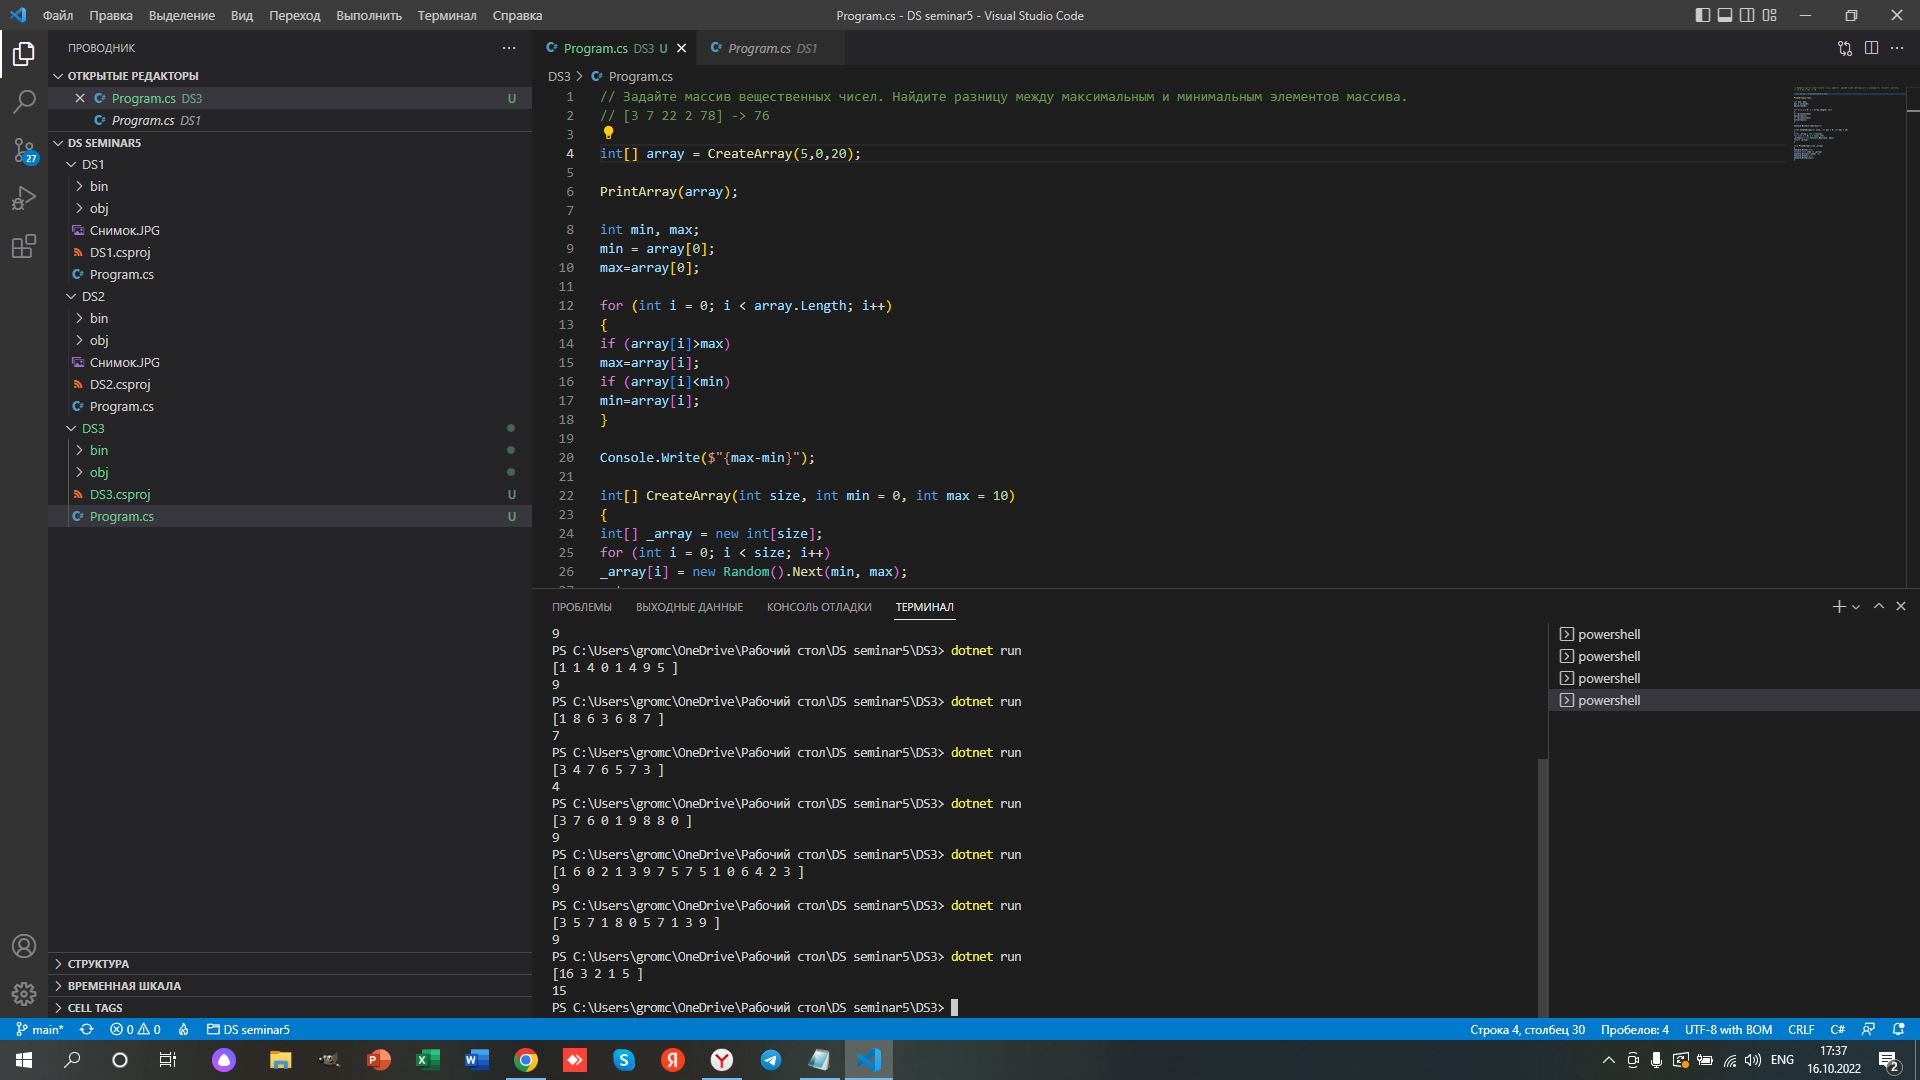 Файл Правка Выделение Вид Переход Выполнить Терминал Справка
Program.cs - DS seminar5 - Visual Studio Code
ПРОВОДНИК
ОТКРЫТЫЕ РЕДАКТОРЫ
Program.cs DS3 U
Program.cs DS1
DS SEMINAR5
DS1
bin
obj
Снимок.JPG
DS1.csproj
Program.cs
DS2
bin
obj
Снимок.JPG
DS2.csproj
Program.cs
DS3
bin
obj
DS3.csproj U
Program.cs U
СТРУКТУРА
ВРЕМЕННАЯ ШКАЛА
CELL TAGS
27
Program.cs DS3 U
Program.cs DS1
DS3 > Program.cs
1 // Задайте массив вещественных чисел. Найдите разницу между максимальным и минимальным элементов массива.
2 // [3 7 22 2 78] -> 76
3
4 int[] array = CreateArray(5,0,20);
5
6 PrintArray(array);
7
8 int min, max;
9 min = array[0];
10 max=array[0];
11
12 for (int i = 0; i < array.Length; i++)
13 {
14 if (array[i]>max)
15 max=array[i];
16 if (array[i]<min)
17 min=array[i];
18 }
19
20 Console.Write($"{max-min}");
21
22 int[] CreateArray(int size, int min = 0, int max = 10)
23 {
24 int[] _array = new int[size];
25 for (int i = 0; i < size; i++)
26 _array[i] = new Random().Next(min, max);
ПРОБЛЕМЫ ВЫХОДНЫЕ ДАННЫЕ КОНСОЛЬ ОТЛАДКИ ТЕРМИНАЛ
9
PS C:\Users\gromc\OneDrive\Рабочий стол\DS seminar5\DS3> dotnet run
[1 1 4 0 1 4 9 5 ]
9
PS C:\Users\gromc\OneDrive\Рабочий стол\DS seminar5\DS3> dotnet run
[1 8 6 3 6 8 7 ]
7
PS C:\Users\gromc\OneDrive\Рабочий стол\DS seminar5\DS3> dotnet run
[3 4 7 6 5 7 3 ]
4
PS C:\Users\gromc\OneDrive\Рабочий стол\DS seminar5\DS3> dotnet run
[3 7 6 0 1 9 8 8 0 ]
9
PS C:\Users\gromc\OneDrive\Рабочий стол\DS seminar5\DS3> dotnet run
[1 6 0 2 1 3 9 7 5 7 5 1 0 6 4 2 3 ]
9
PS C:\Users\gromc\OneDrive\Рабочий стол\DS seminar5\DS3> dotnet run
[3 5 7 1 8 0 5 7 1 3 9 ]
9
PS C:\Users\gromc\OneDrive\Рабочий стол\DS seminar5\DS3> dotnet run
[16 3 2 1 5 ]
15
PS C:\Users\gromc\OneDrive\Рабочий стол\DS seminar5\DS3>
powershell
powershell
powershell
powershell
main* 0 0 DS seminar5
Строка 4, столбец 30 Пробелов: 4 UTF-8 with BOM CRLF C#
ENG
17:37
16.10.2022
2